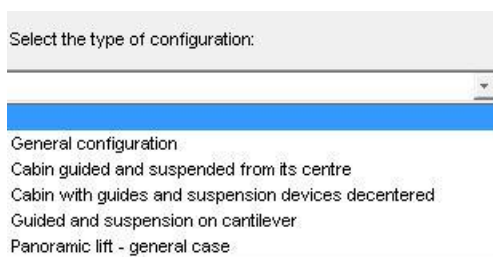 Select the type of configuration:
General configuration
Cabin guided and suspended from its centre
Cabin with guides and suspension devices decentered
Guided and suspension on cantilever
Panoramic lift - general case